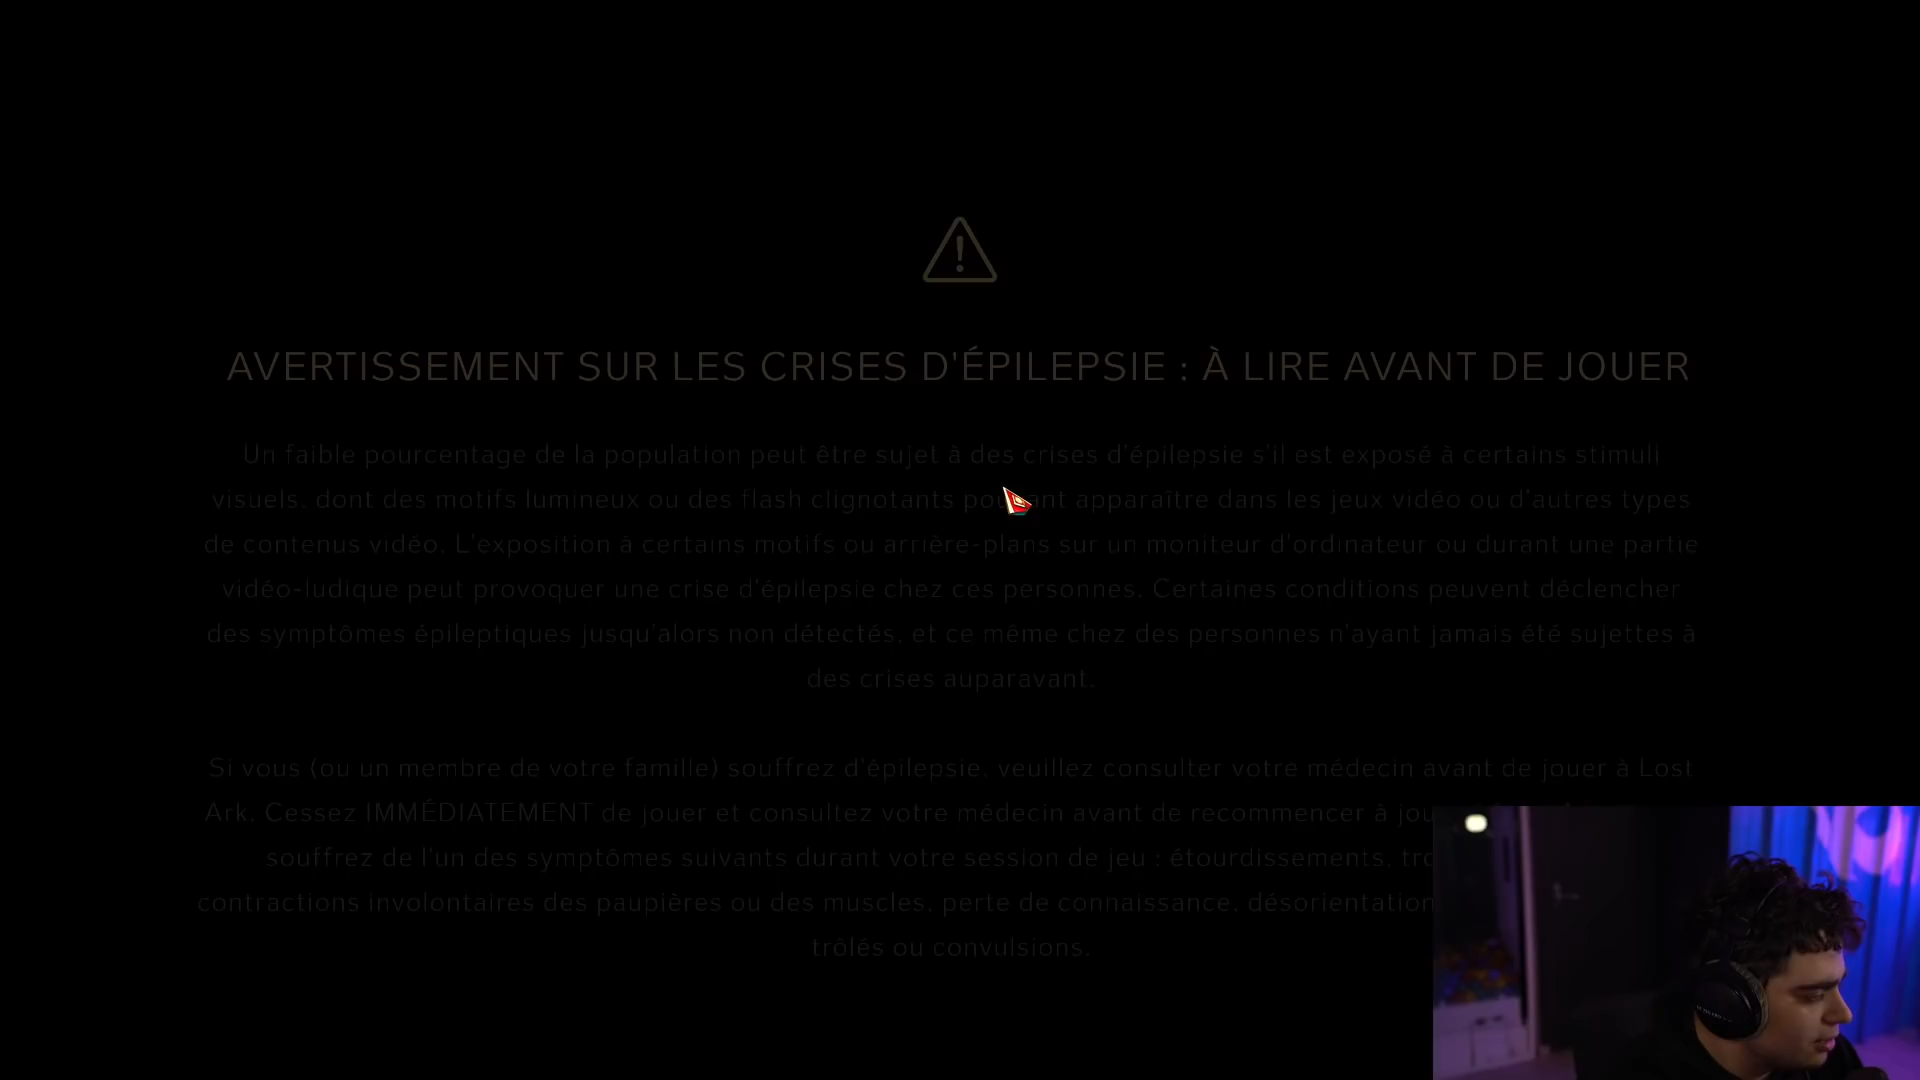 AVERTISSEMENT SUR LES CRISES D'ÉPILEPSIE : À LIRE AVANT DE JOUER
Un faible pourcentage de la population peut être sujet à des crises d'épilepsie s'il est exposé à certains stimuli
visuels, dont des motifs lumineux ou des flash clignotants apparaître dans les jeux vidéo ou d'autres types
de contenus vidéo. L'exposition à certains motifs ou arrière-plans sur un moniteur d'ordinateur ou durant une partie
vidéo-ludique peut provoquer une crise d'épilepsie chez ces personnes. Certaines conditions peuvent déclencher
des symptômes épileptiques jusqu'alors non détectés, et ce même chez des personnes n'ayant jamais été sujettes à
des crises auparavant.
Si vous (ou un membre de votre famille) souffrez d'épilepsie, veuillez consulter votre médecin avant de jouer à Lost
Ark. Cessez IMMÉDIATEMENT de jouer et consultez votre médecin avant de recommencer à
souffrez de l'un des symptômes suivants durant votre session de jeu : étourdissements,
contractions involontaires des paupières ou des muscles, perte de connaissance, désorientation
trôlés ou convulsions.